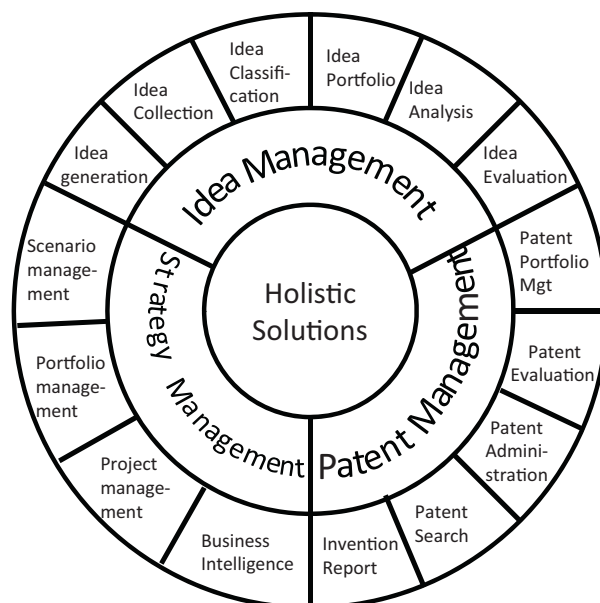 Idea
generation
Idea
Collection
Idea
Classifi-
cation
Idea
Portfolio
Idea
Analysis
Idea
Evaluation
Patent
Portfolio
Mgt
Patent
Evaluation
Patent
Admini-
stration
Patent
Search
Invention
Report
Business
Intelligence
Project
manage-
ment
Portfolio
manage-
ment
Scenario
manage-
ment
Idea Management
Patent Management
Strategy Management
Holistic
Solutions